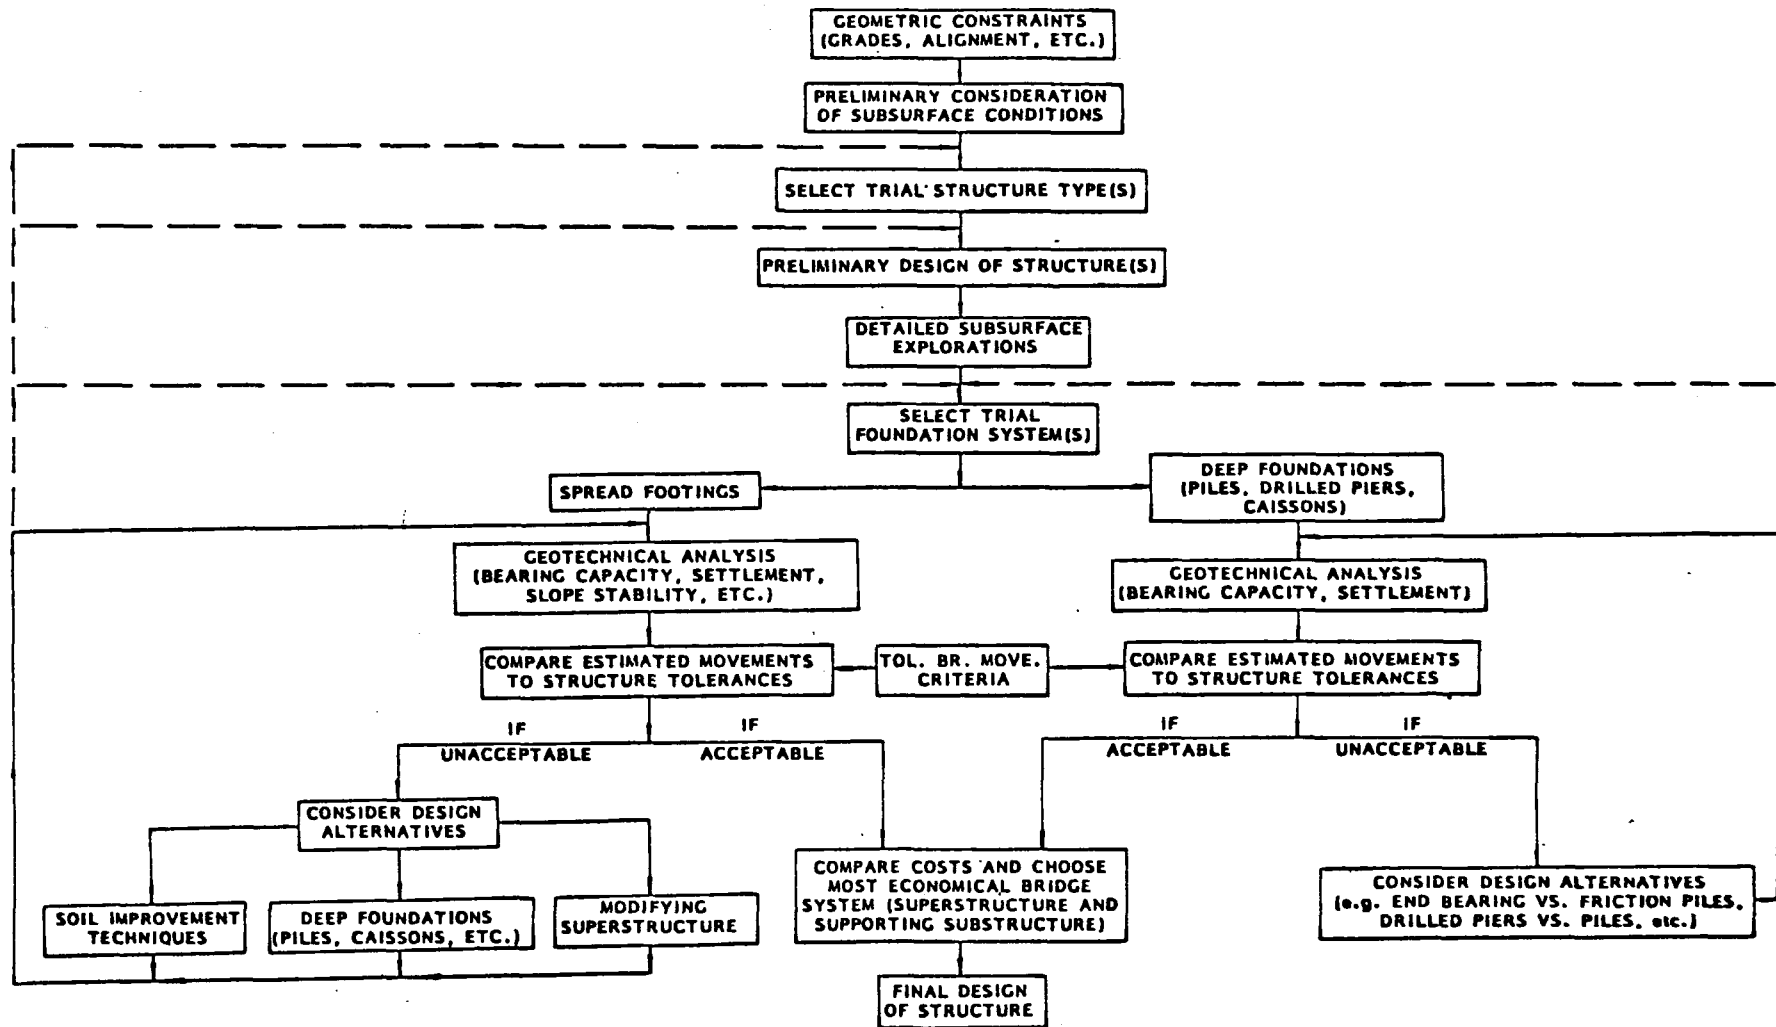 GEOMETRIC CONSTRAINTS
(GRADES, ALIGNMENT, ETC.)
PRELIMINARY CONSIDERATION
OF SUBSURFACE CONDITIONS
SELECT TRIAL STRUCTURE TYPE(S)
PRELIMINARY DESIGN OF STRUCTURE(S)
DETAILED SUBSURFACE
EXPLORATIONS
SELECT TRIAL
FOUNDATION SYSTEM(S)
SPREAD FOOTINGS
DEEP FOUNDATIONS
(PILES, DRILLED PIERS,
CAISSONS)
GEOTECHNICAL ANALYSIS
(BEARING CAPACITY, SETTLEMENT,
SLOPE STABILITY, ETC.)
GEOTECHNICAL ANALYSIS
(BEARING CAPACITY, SETTLEMENT)
COMPARE ESTIMATED MOVEMENTS
TO STRUCTURE TOLERANCES
TOL. BR. MOVE.
CRITERIA
COMPARE ESTIMATED MOVEMENTS
TO STRUCTURE TOLERANCES
IF
UNACCEPTABLE
IF
ACCEPTABLE
IF
ACCEPTABLE
IF
UNACCEPTABLE
CONSIDER DESIGN
ALTERNATIVES
SOIL IMPROVEMENT
TECHNIQUES
DEEP FOUNDATIONS
(PILES, CAISSONS, ETC.)
MODIFYING
SUPERSTRUCTURE
COMPARE COSTS AND CHOOSE
MOST ECONOMICAL BRIDGE
SYSTEM (SUPERSTRUCTURE AND
SUPPORTING SUBSTRUCTURE)
CONSIDER DESIGN ALTERNATIVES
(e.g. END BEARING VS. FRICTION PILES,
DRILLED PIERS VS. PILES, etc.)
FINAL DESIGN
OF STRUCTURE